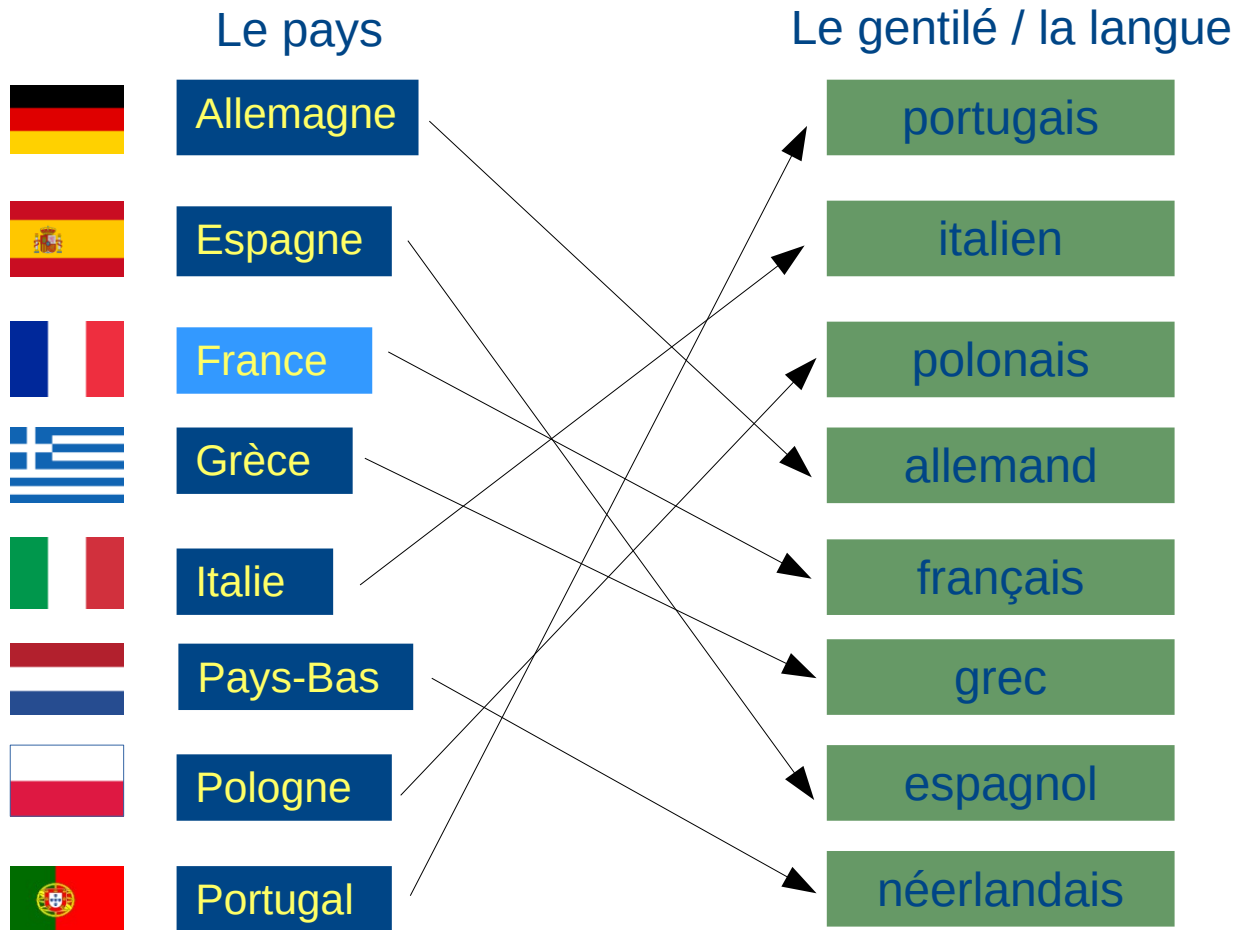 Le pays
Le gentilé / la langue
Allemagne
portugais
Espagne
italien
France
polonais
Grèce
allemand
Italie
français
Pays-Bas
grec
Pologne
espagnol
Portugal
néerlandais